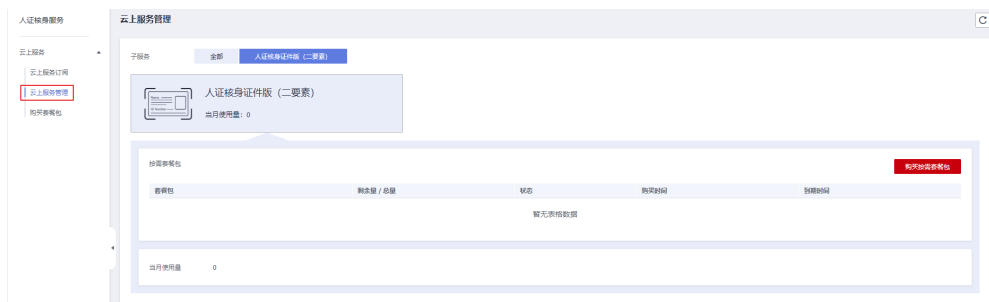 人证核身服务
云上服务
云上服务订阅
云上服务管理
购买套餐包
云上服务管理
子服务 全部 人证核身证件版（二要素）
人证核身证件版（二要素）
当月使用量：0
按需套餐包 购买按需套餐包
套餐包 剩余量 / 总量 状态 购买时间 到期时间
暂无表格数据
当月使用量 0